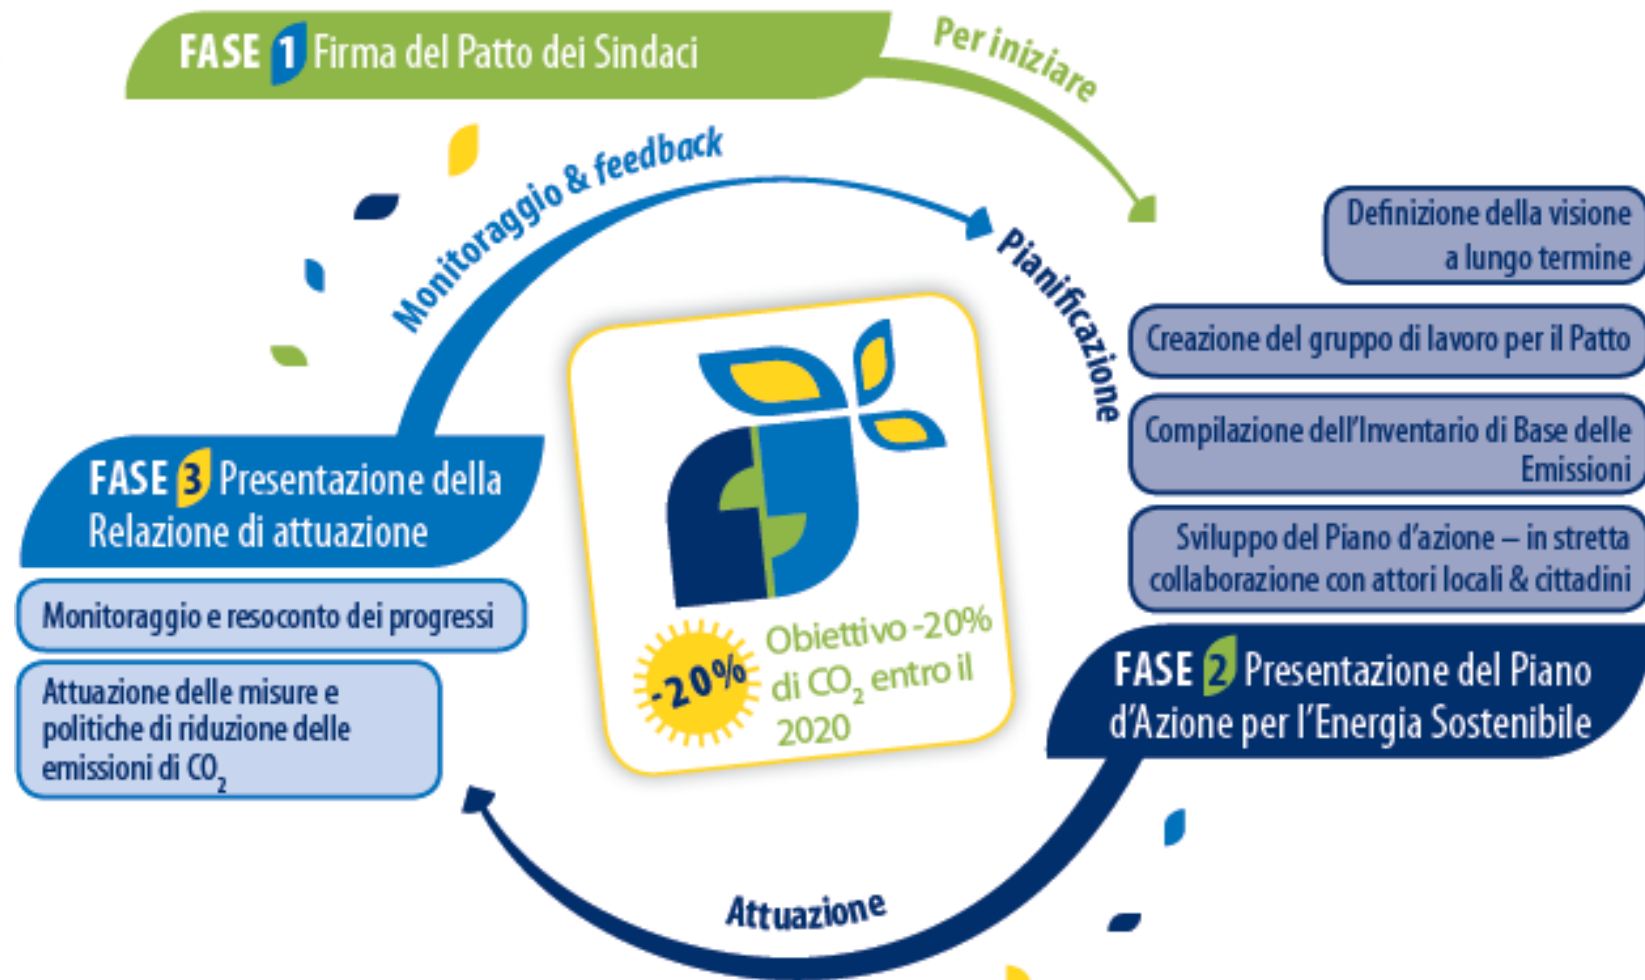 FASE 1 Firma del Patto dei Sindaci
Per iniziare
Monitoraggio & feedback
Pianificazione
Definizione della visione
a lungo termine
Creazione del gruppo di lavoro per il Patto
Compilazione dell'Inventario di Base delle
Emissioni
Sviluppo del Piano d'azione – in stretta
collaborazione con attori locali & cittadini
FASE 2 Presentazione del Piano
d'Azione per l'Energia Sostenibile
Attuazione
FASE 3 Presentazione della
Relazione di attuazione
Monitoraggio e resoconto dei progressi
Attuazione delle misure e
politiche di riduzione delle
emissioni di CO₂
-20%
Obiettivo -20%
di CO₂ entro il
2020